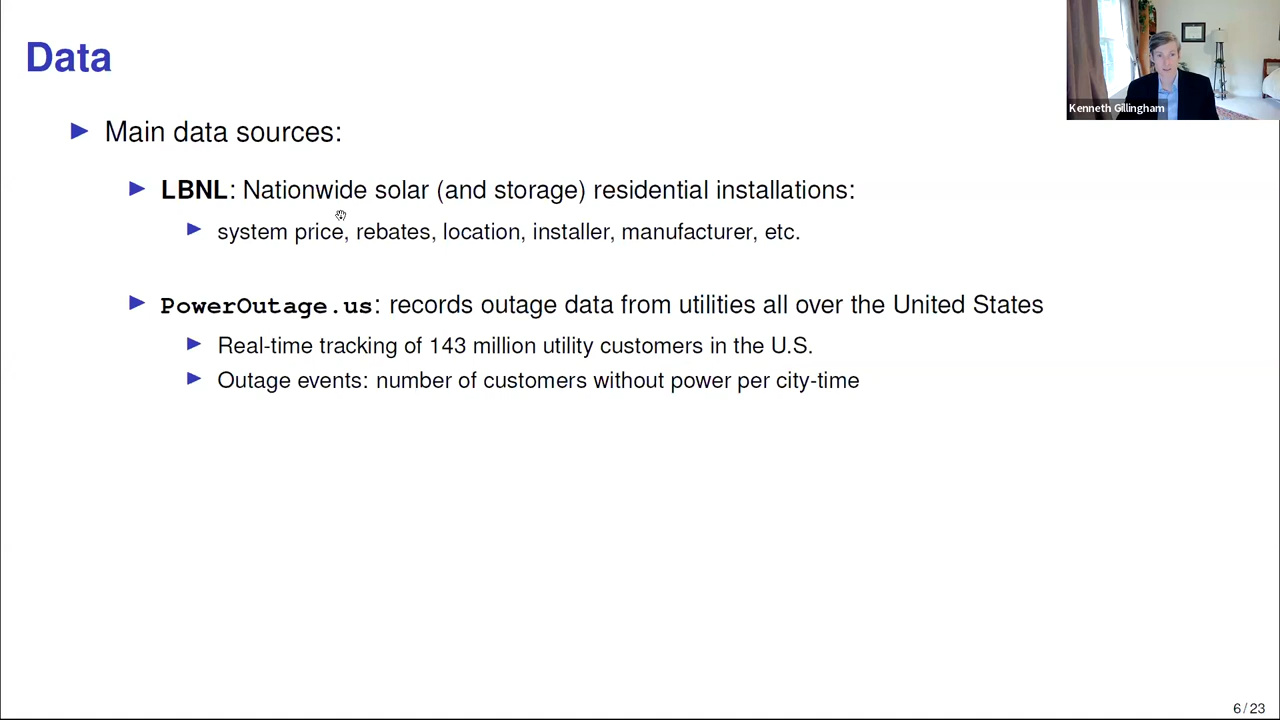 Data
Main data sources:
LBNL: Nationwide solar (and storage) residential installations:
system price, rebates, location, installer, manufacturer, etc.
PowerOutage.us: records outage data from utilities all over the United States
Real-time tracking of 143 million utility customers in the U.S.
Outage events: number of customers without power per city-time
Kenneth Gillingham
6/23